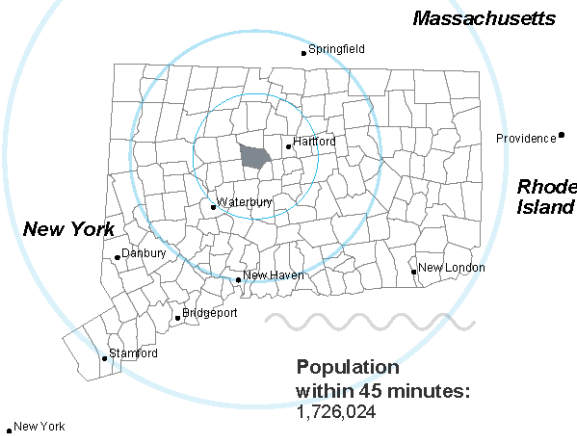 Massachusetts
Springfield
Hartford
Providence
Rhode
Island
Waterbury
New York
Danbury
New Haven
New London
Bridgeport
Stamford
Population
within 45 minutes:
1,726,024
New York